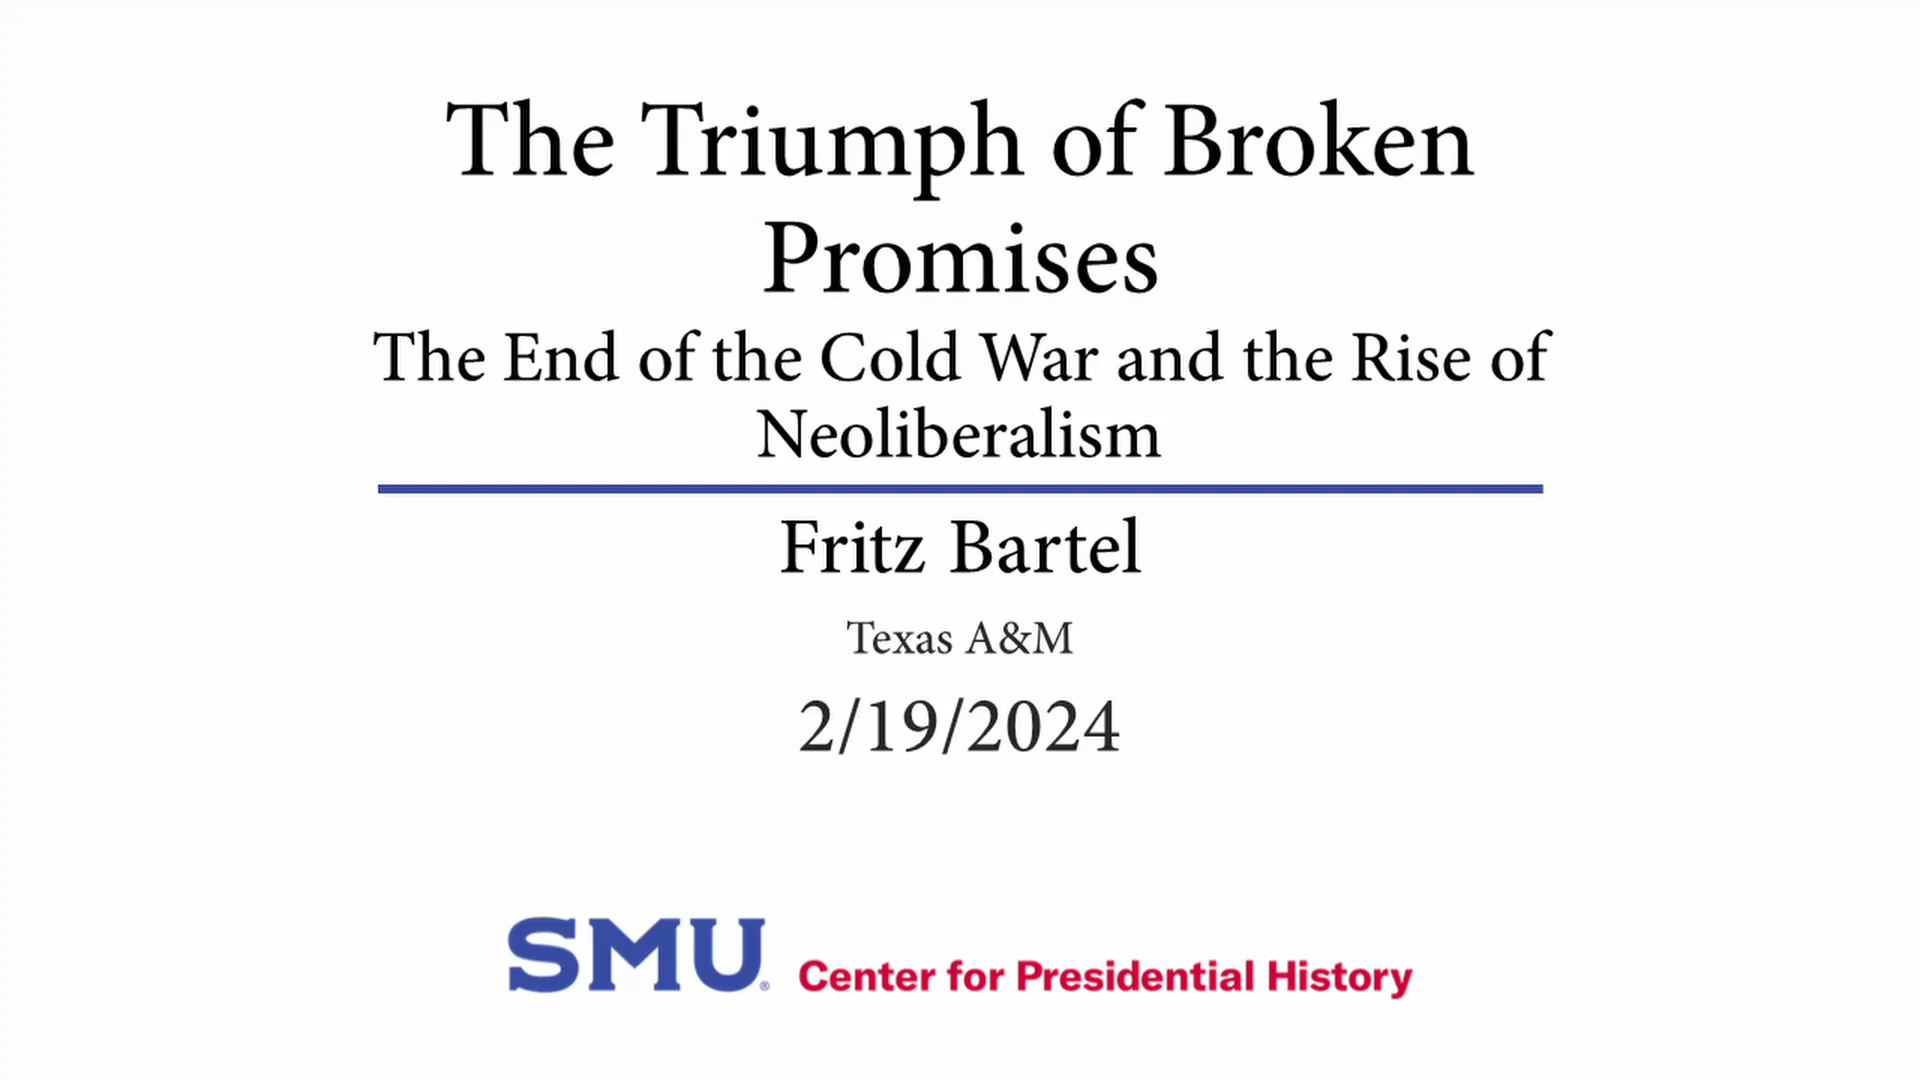 The Triumph of Broken
Promises
The End of the Cold War and the Rise of
Neoliberalism
Fritz Bartel
Texas A&M
2/19/2024
SMU® Center for Presidential History